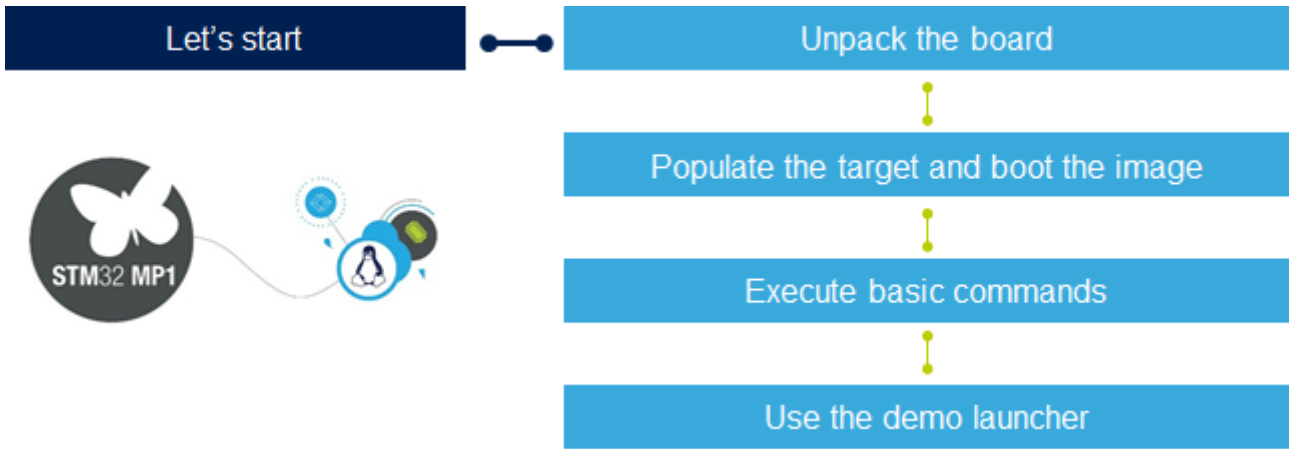 Let's start
Unpack the board
Populate the target and boot the image
STM32 MP1
Execute basic commands
Use the demo launcher